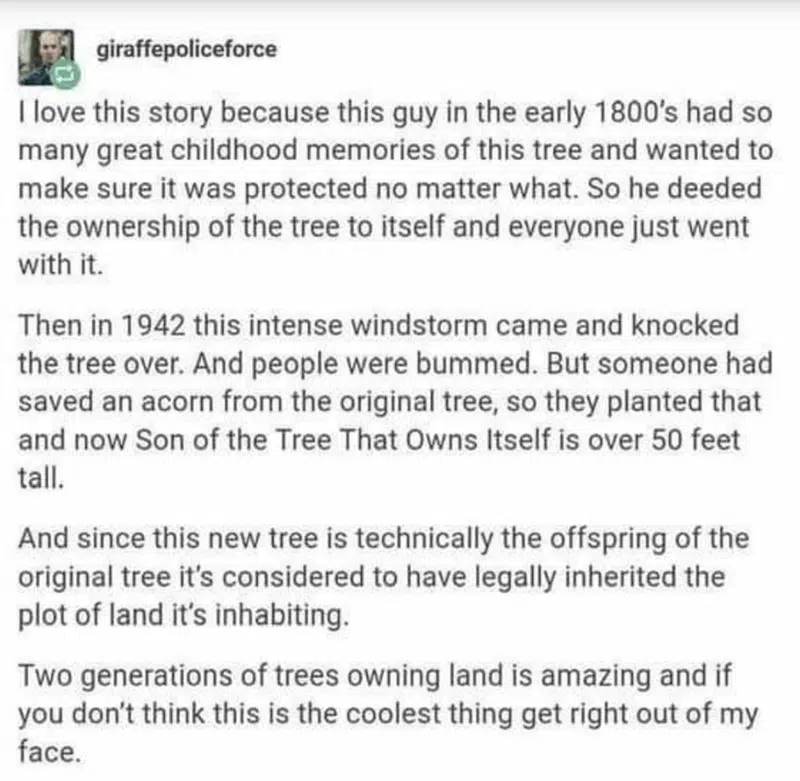 giraffepoliceforce
I love this story because this guy in the early 1800's had so
many great childhood memories of this tree and wanted to
make sure it was protected no matter what. So he deeded
the ownership of the tree to itself and everyone just went
with it.
Then in 1942 this intense windstorm came and knocked
the tree over. And people were bummed. But someone had
saved an acorn from the original tree, so they planted that
and now Son of the Tree That Owns Itself is over 50 feet
tall.
And since this new tree is technically the offspring of the
original tree it's considered to have legally inherited the
plot of land it's inhabiting.
Two generations of trees owning land is amazing and if
you don't think this is the coolest thing get right out of my
face.